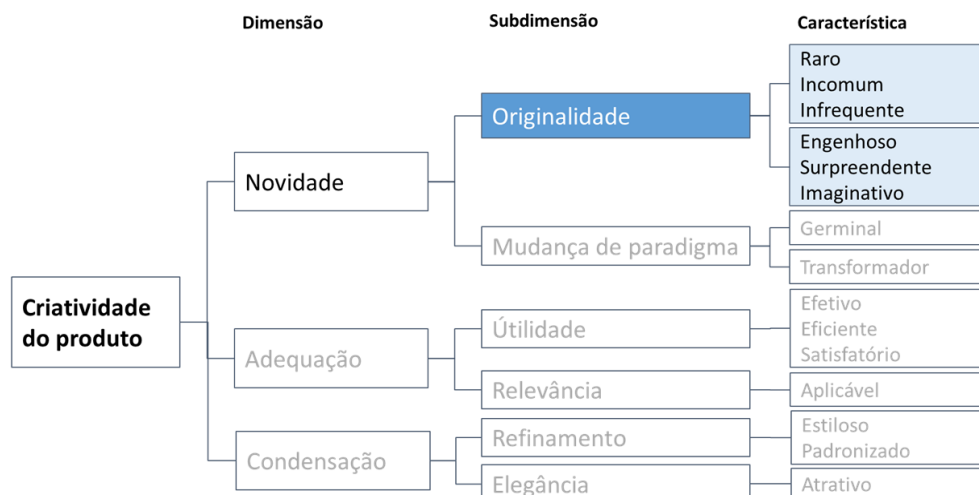 Dimensão
Subdimensão
Característica
Criatividade
do produto
Novidade
Originalidade
Raro
Incomum
Infrequente
Engenhoso
Surpreendente
Imaginativo
Mudança de paradigma
Germinal
Transformador
Adequação
Útilidade
Efetivo
Eficiente
Satisfatório
Relevância
Aplicável
Condensação
Refinamento
Estiloso
Padronizado
Elegância
Atrativo